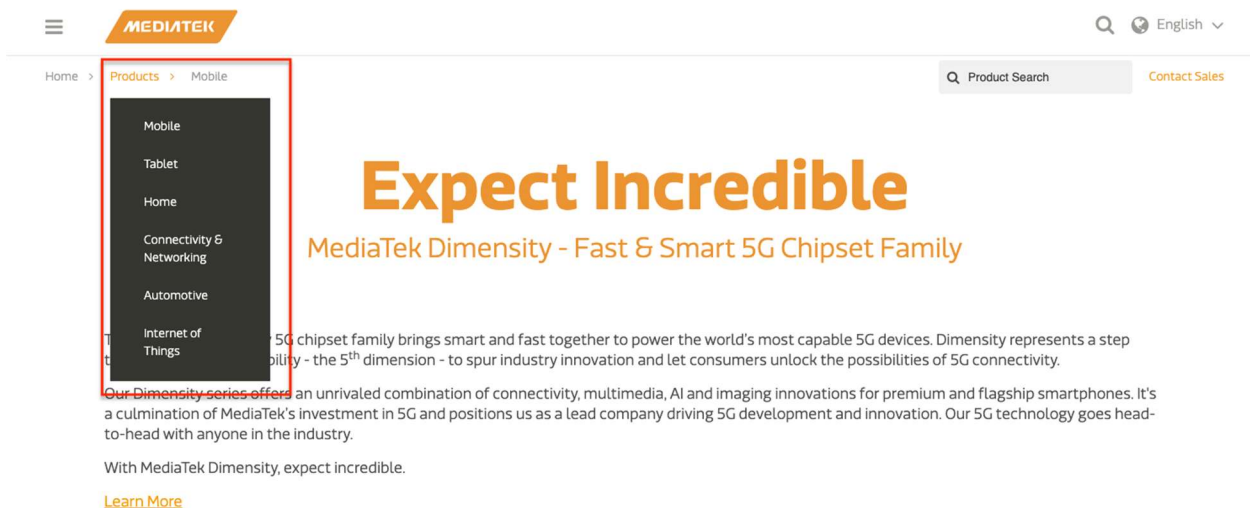 MEDIATEK
English
Home > Products > Mobile
Product Search
Contact Sales
Mobile
Tablet
Home
Connectivity &
Networking
Automotive
Internet of
Things
Expect Incredible
MediaTek Dimensity - Fast & Smart 5G Chipset Family
5G chipset family brings smart and fast together to power the world's most capable 5G devices. Dimensity represents a step
- the 5th dimension - to spur industry innovation and let consumers unlock the possibilities of 5G connectivity.
Our Dimensity series offers an unrivaled combination of connectivity, multimedia, AI and imaging innovations for premium and flagship smartphones. It's
a culmination of MediaTek's investment in 5G and positions us as a lead company driving 5G development and innovation. Our 5G technology goes head-
to-head with anyone in the industry.
With MediaTek Dimensity, expect incredible.
Learn More